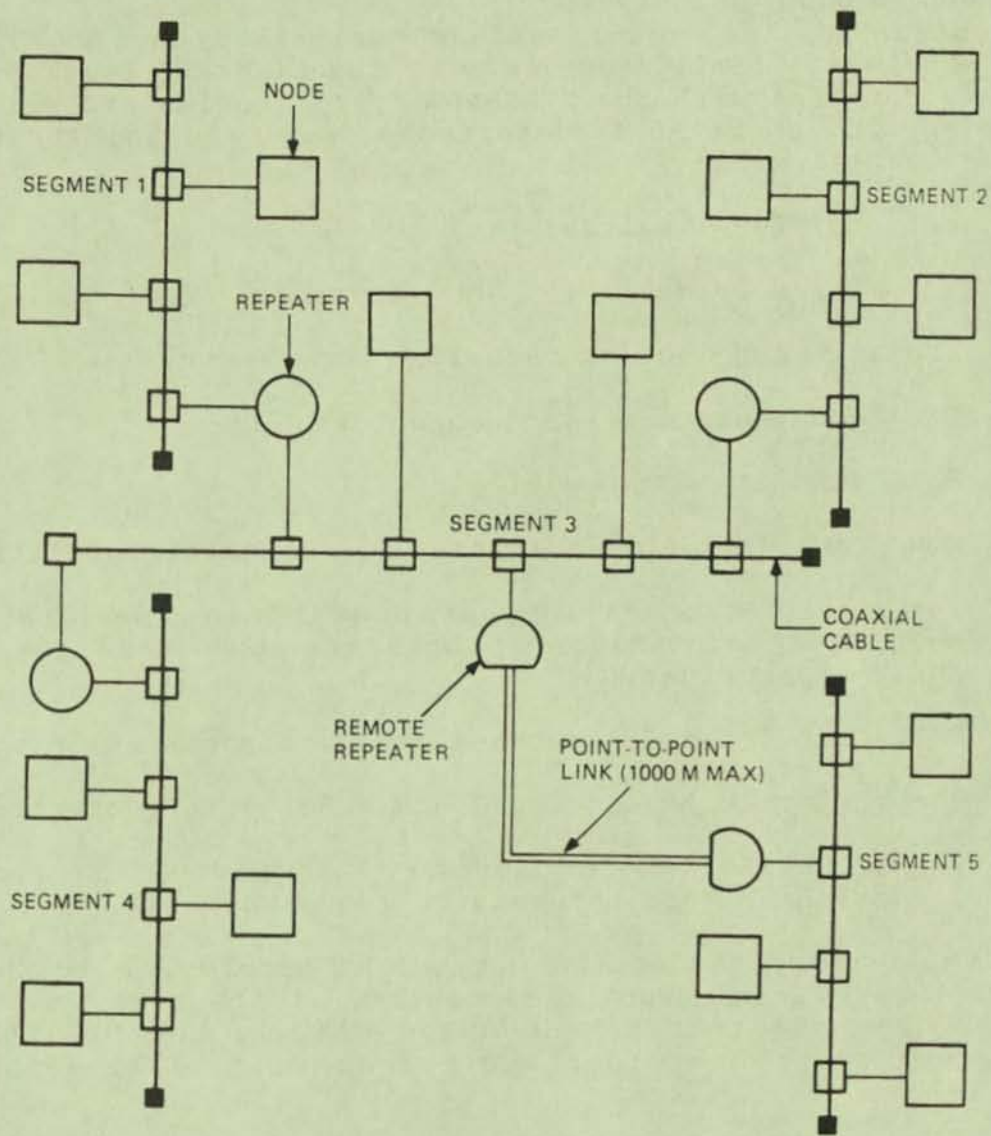 NODE
SEGMENT 1
SEGMENT 2
REPEATER
SEGMENT 3
COAXIAL
CABLE
REMOTE
REPEATER
POINT-TO-POINT
LINK (1000 M MAX)
SEGMENT 5
SEGMENT 4